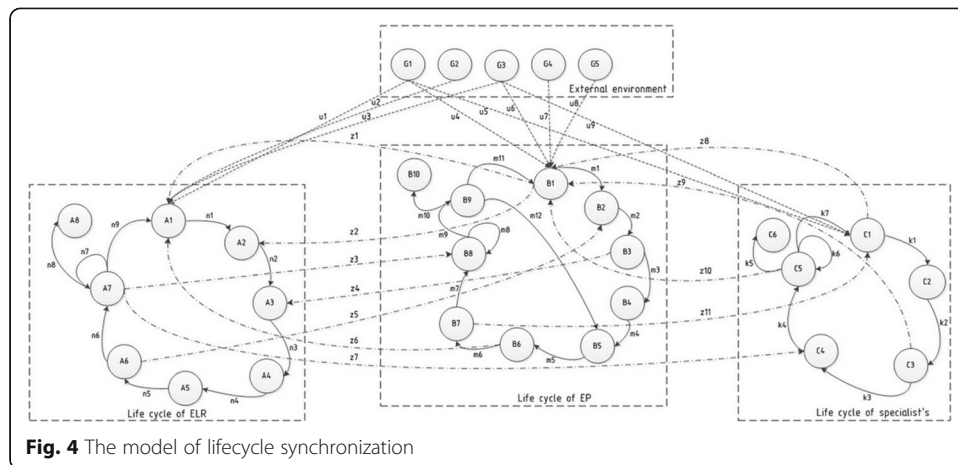 G1 G2 G3 G4 G5
External environment
u1 u2 u3 u4 u5 u6 u7 u8 u9
z1 z8
B10 B9 m11 B1 m1 z9
m10 B2 m2 m12
A8 n9 A1 n1 z2 m9 m8 k7 C1
n7 A2 B8 B3 C6 k6 k1
n8 n2 z3 m3 k5 C5 z10
A7 A3 z4 m7 B4 C2
n6 n3 z5 B7 m4 z11 k4 k2
A6 z6 m6 B6 m5 B5 C4 C3
A5 A4 z7
n5 n4 k3
Life cycle of ELR
Life cycle of EP
Life cycle of specialist's
Fig. 4 The model of lifecycle synchronization